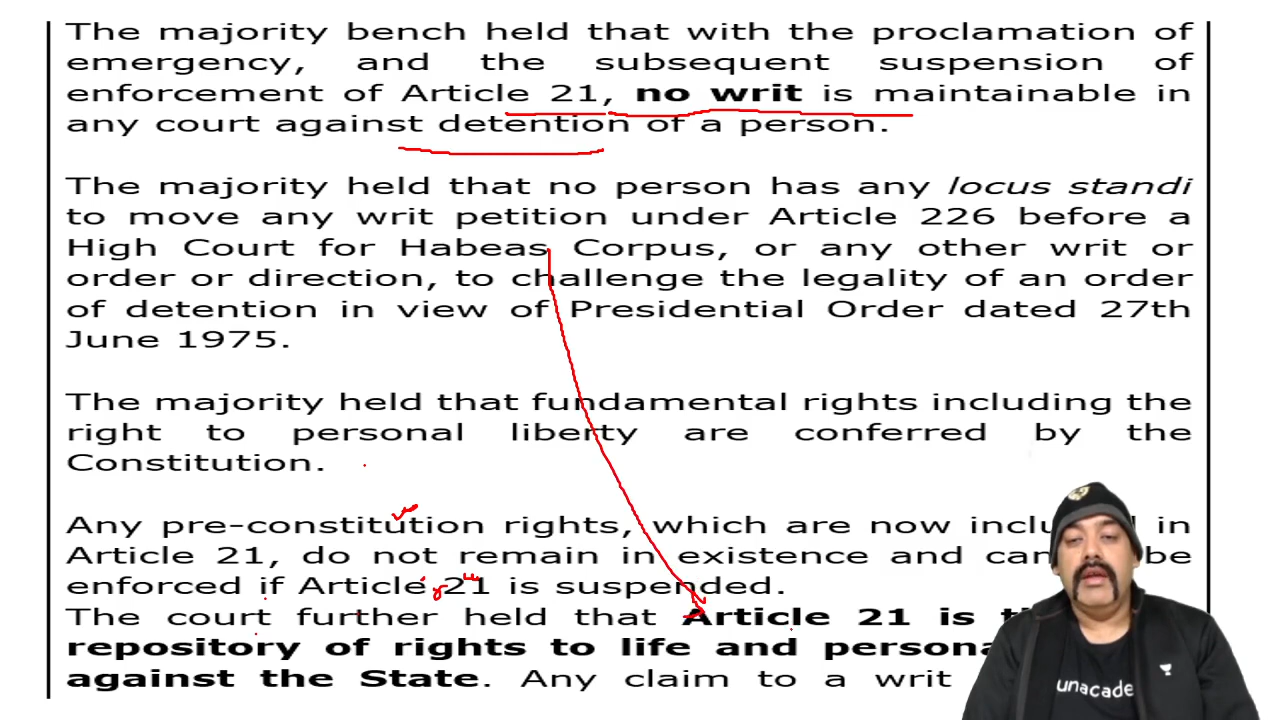 The majority bench held that with the proclamation of
emergency, and the subsequent suspension of
enforcement of Article 21, no writ is maintainable in
any court against detention of a person.
The majority held that no person has any locus standi
to move any writ petition under Article 226 before a
High Court for Habeas Corpus, or any other writ or
order or direction, to challenge the legality of an order
of detention in view of Presidential Order dated 27th
June 1975.
The majority held that fundamental rights including the
right to personal liberty are conferred by the
Constitution.
Any pre-constitution rights, which are now in
Article 21, do not remain in existence and be
enforced if Article 21 is suspended.
The court further held that Article 21 is
repository of rights to life and
against the State. Any claim to a writ
unacade